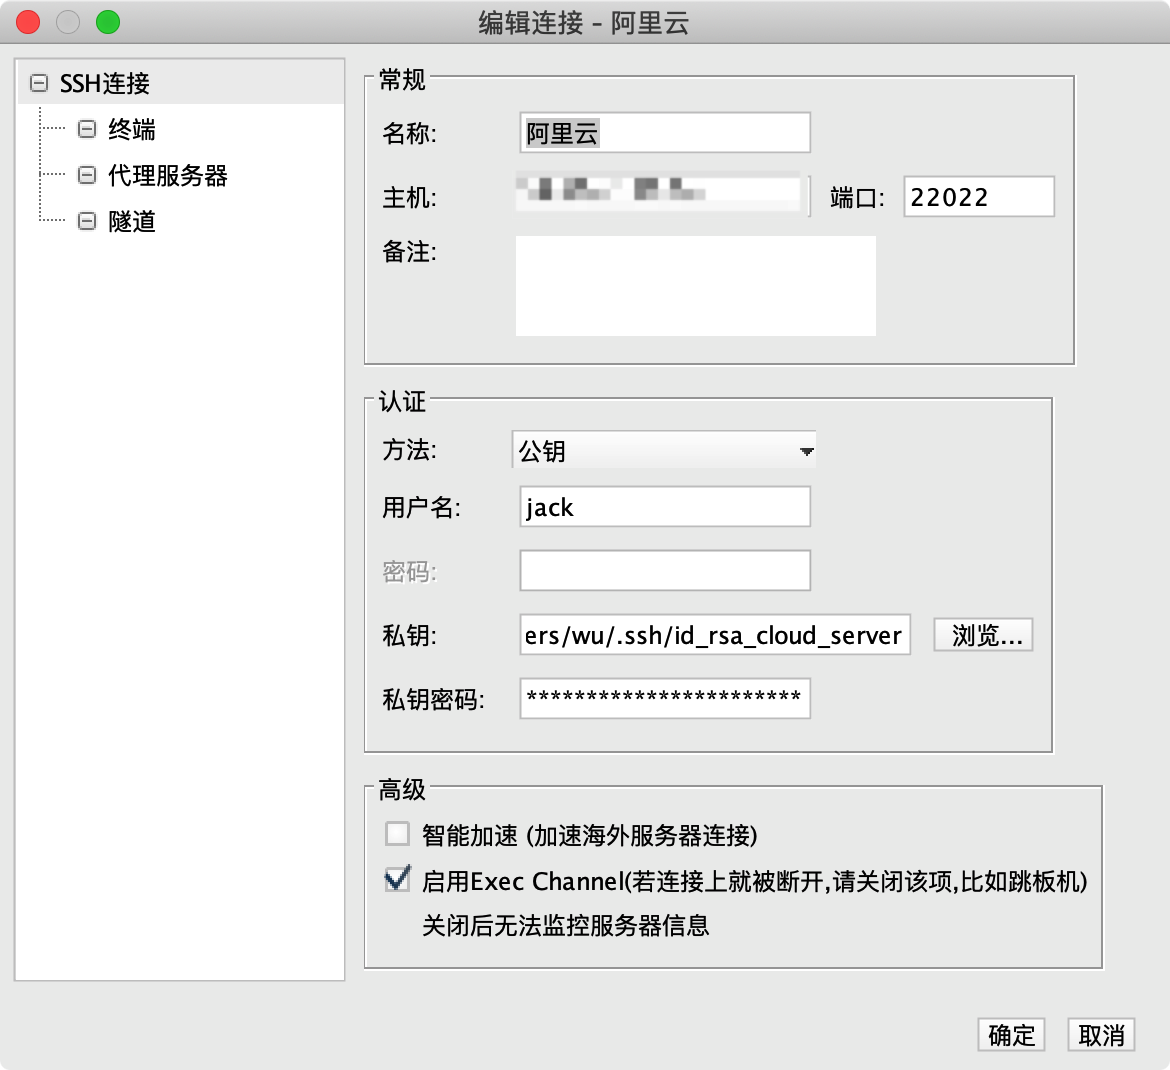 编辑连接 - 阿里云
SSH连接
终端
代理服务器
隧道
常规
名称: 阿里云
主机: 端口: 22022
备注:
认证
方法: 公钥
用户名: jack
密码:
私钥: ers/wu/.ssh/id_rsa_cloud_server 浏览...
私钥密码: ***********************
高级
智能加速 (加速海外服务器连接)
启用Exec Channel(若连接上就被断开,请关闭该项,比如跳板机)
关闭后无法监控服务器信息
确定 取消